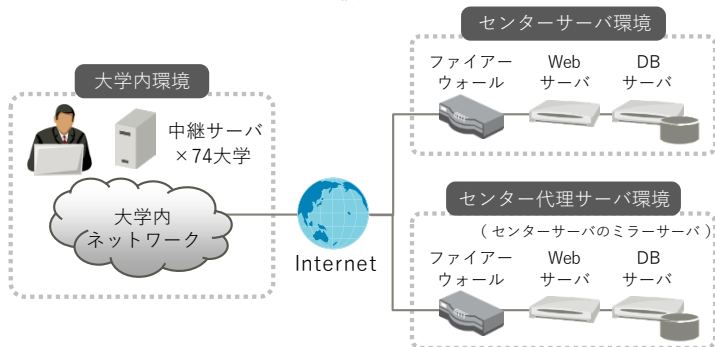 大学内環境
中継サーバ
×74大学
大学内
ネットワーク
Internet
センターサーバ環境
ファイアー
ウォール
Web
サーバ
DB
サーバ
センター代理サーバ環境
( センターサーバのミラーサーバ )
ファイアー
ウォール
Web
サーバ
DB
サーバ